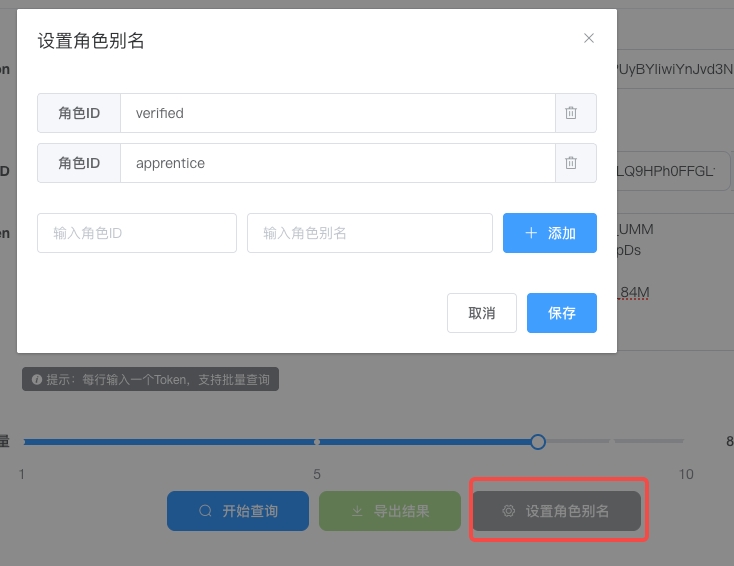 设置角色别名
on
PUyBYIiwiYnJvd3N
角色ID verified
角色ID apprentice
D
LQ9HPh0FFGL
输入角色ID 输入角色别名 + 添加
en
_UMM
pDs
_84M
取消 保存
提示：每行输入一个Token，支持批量查询
量
8
1 5 10
开始查询 导出结果 设置角色别名